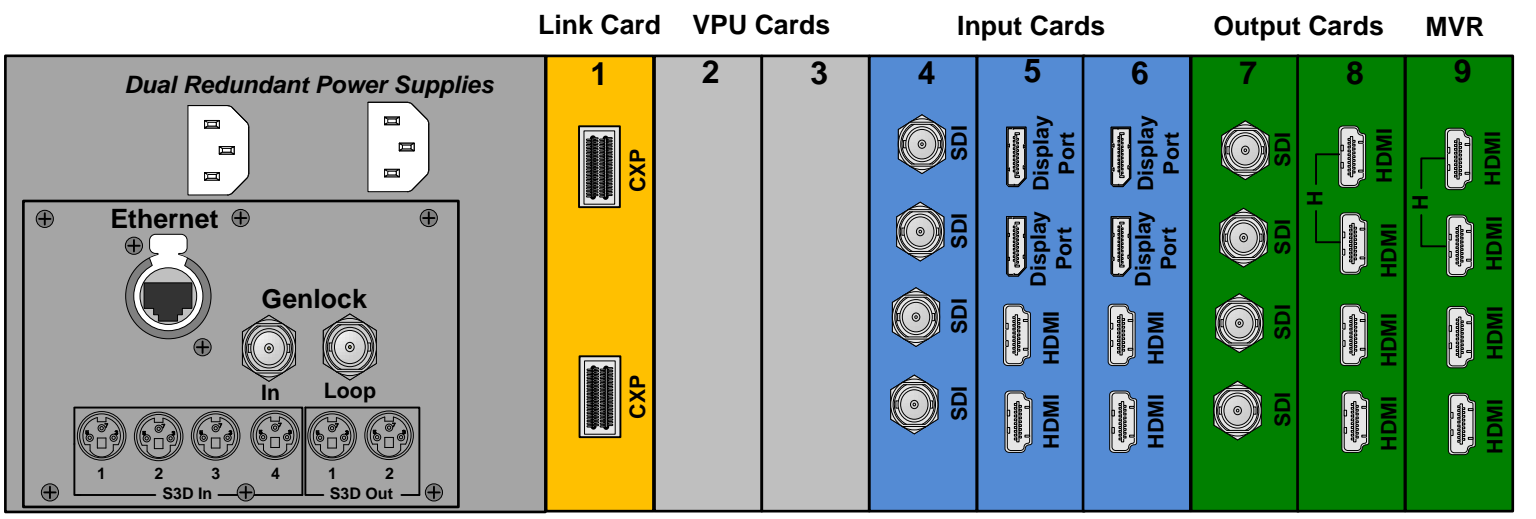 Link Card VPU Cards Input Cards Output Cards MVR
Dual Redundant Power Supplies
1 2 3 4 5 6 7 8 9
CXP
CXP
SDI
SDI
SDI
SDI
Display
Port
Display
Port
HDMI
HDMI
Display
Port
Display
Port
HDMI
HDMI
SDI
SDI
SDI
SDI
H
HDMI
HDMI
HDMI
HDMI
H
HDMI
HDMI
HDMI
HDMI
Ethernet
Genlock
In Loop
1 2 3 4 1 2
S3D In S3D Out